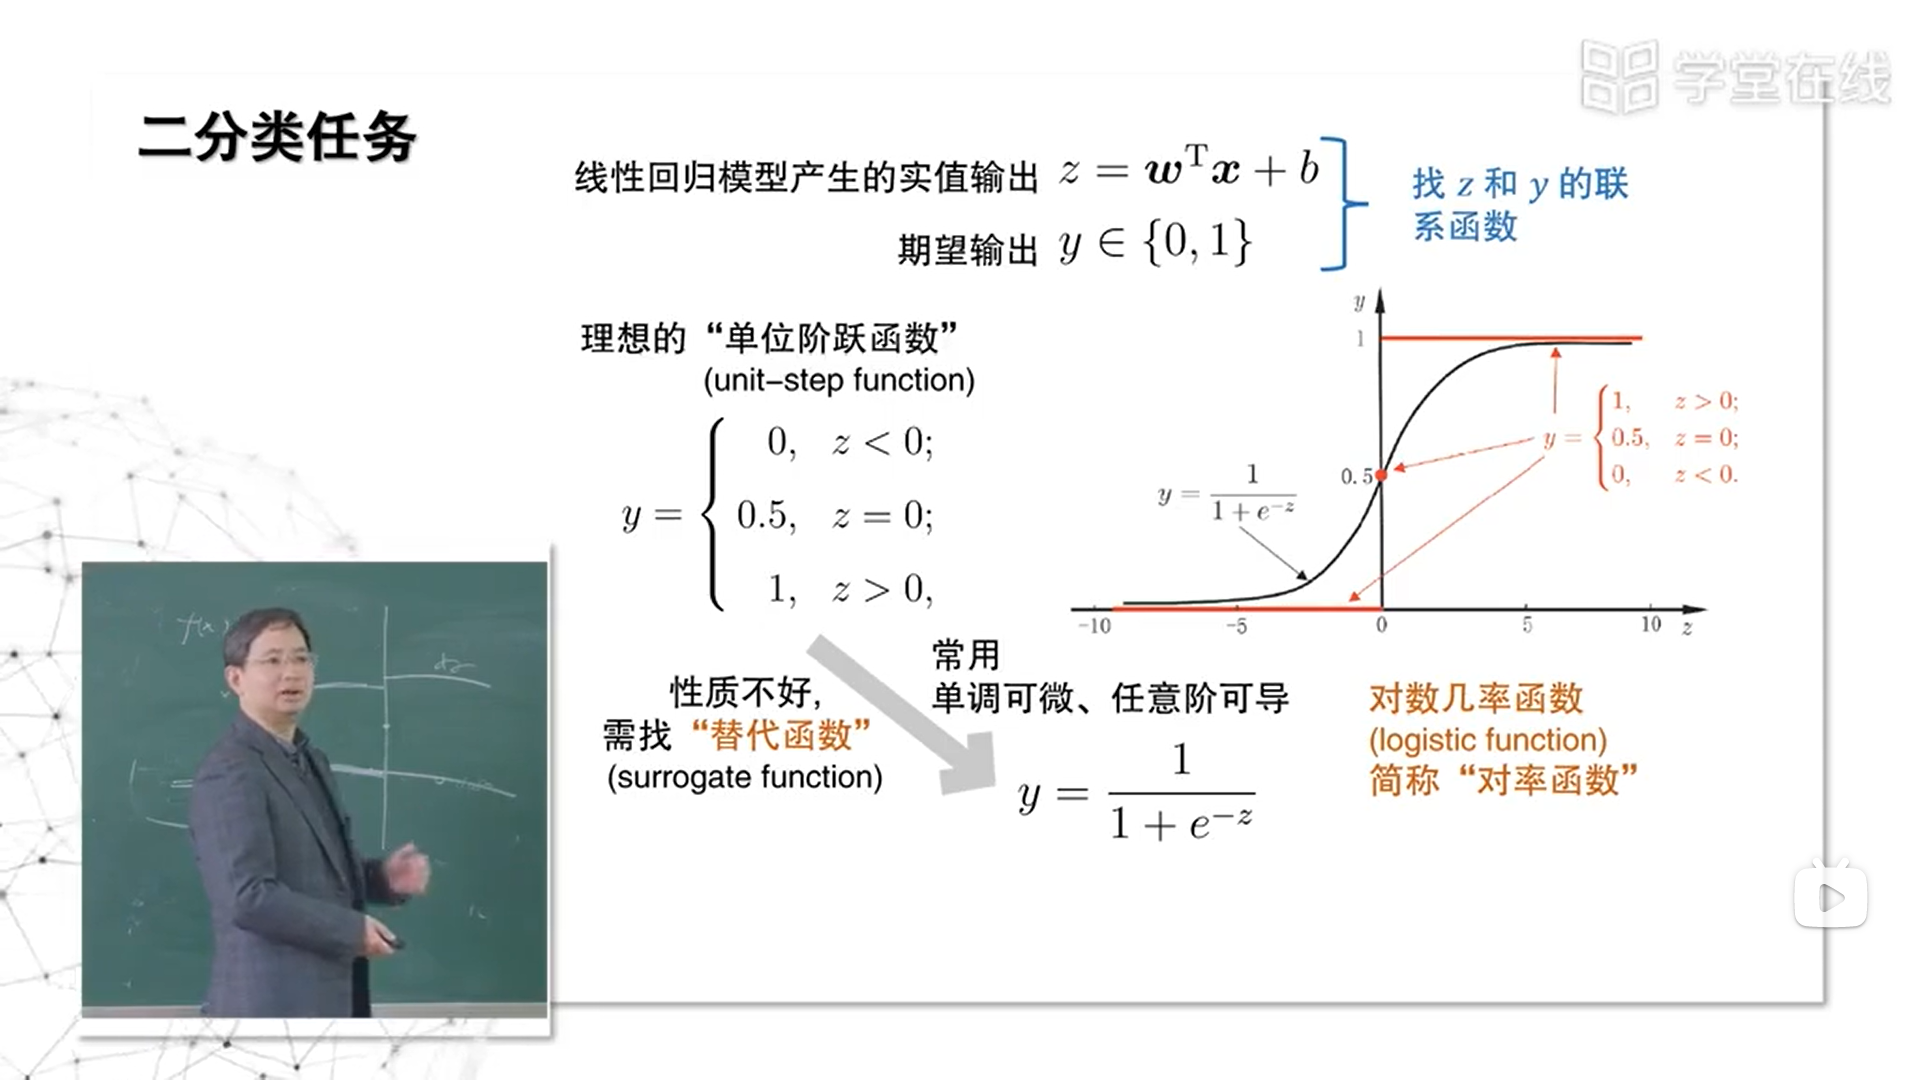 学堂在线
二分类任务
线性回归模型产生的实值输出 z = wᵀx + b
期望输出 y ∈ {0, 1}
找 z 和 y 的联
系函数
理想的“单位阶跃函数”
(unit–step function)
y = { 0, z < 0;
0.5, z = 0;
1, z > 0,
y
1
0.5
y = 1 / (1 + e^{-z})
y = { 1, z > 0;
0.5, z = 0;
0, z < 0.
-10 -5 0 5 10 z
性质不好,
需找“替代函数”
(surrogate function)
常用
单调可微、任意阶可导
y = 1 / (1 + e^{-z})
对数几率函数
(logistic function)
简称“对率函数”
f(x)